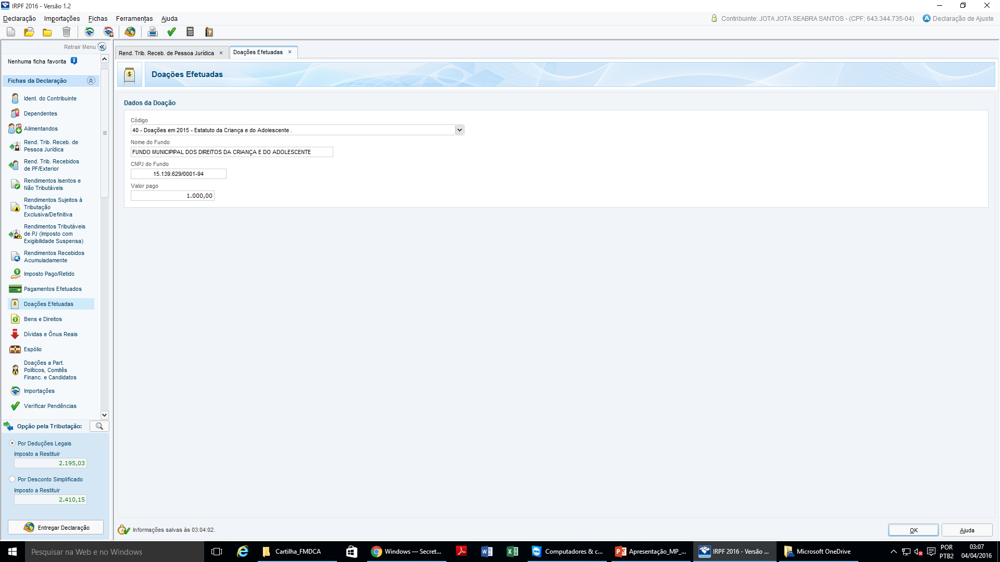 IRPF 2016 - Versão 1.2
Declaração Importações Fichas Ferramentas Ajuda
Contribuinte: JOTA JOTA SEABRA SANTOS - (CPF: 643.344.735-04) Declaração de Ajuste
Retrair Menu
Nenhuma ficha favorita
Fichas da Declaração
Ident. do Contribuinte
Dependentes
Alimentandos
Rend. Trib. Receb. de
Pessoa Jurídica
Rend. Trib. Recebidos
de PF/Exterior
Rendimentos Isentos e
Não Tributáveis
Rendimentos Sujeitos à
Tributação
Exclusiva/Definitiva
Rendimentos Tributáveis
de PJ (Imposto com
Exigibilidade Suspensa)
Rendimentos Recebidos
Acumuladamente
Imposto Pago/Retido
Pagamentos Efetuados
Doações Efetuadas
Bens e Direitos
Dívidas e Ônus Reais
Espólio
Doações a Part.
Políticos, Comitês
Financ. e Candidatos
Importações
Verificar Pendências
Opção pela Tributação:
Por Deduções Legais
Imposto a Restituir
2.195,03
Por Desconto Simplificado
Imposto a Restituir
2.410,15
Entregar Declaração
Rend. Trib. Receb. de Pessoa Jurídica × Doações Efetuadas ×
Doações Efetuadas
Dados da Doação
Código
40 - Doações em 2015 - Estatuto da Criança e do Adolescente .
Nome do Fundo
FUNDO MUNICIPIPAL DOS DIREITOS DA CRIANÇA E DO ADOLESCENTE
CNPJ do Fundo
15.139.629/0001-94
Valor pago
1.000,00
Informações salvas às 03:04:02.
OK Ajuda
Pesquisar na Web e no Windows
Cartilha_FMDCA
Windows — Secret...
Computadores & c...
Apresentação_MP_...
IRPF 2016 - Versão ...
Microsoft OneDrive
POR
PTB2
03:07
04/04/2016